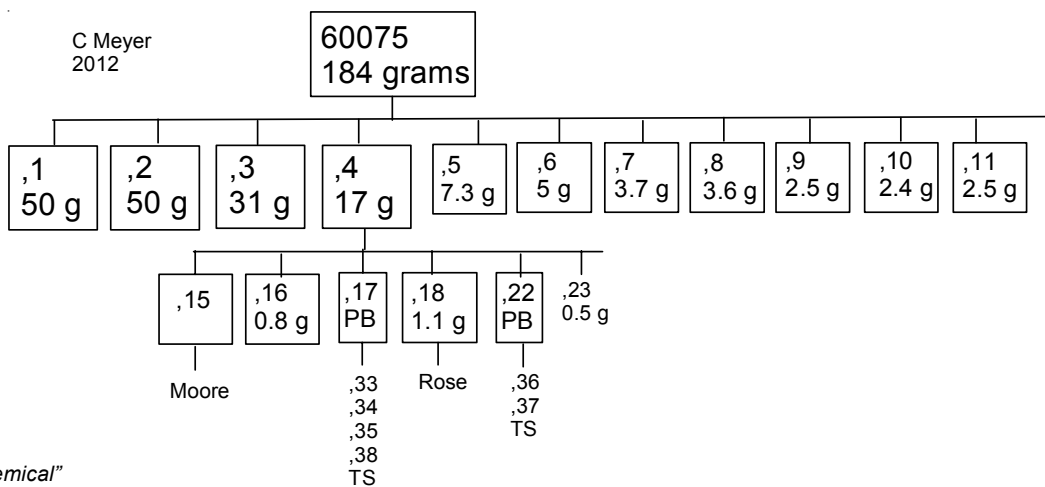 C Meyer
2012
60075
184 grams
,1
50 g
,2
50 g
,3
31 g
,4
17 g
,5
7.3 g
,6
5 g
,7
3.7 g
,8
3.6 g
,9
2.5 g
,10
2.4 g
,11
2.5 g
,15
,16
0.8 g
,17
PB
,18
1.1 g
,22
PB
,23
0.5 g
Moore
,33
,34
,35
,38
TS
Rose
,36
,37
TS
emical”